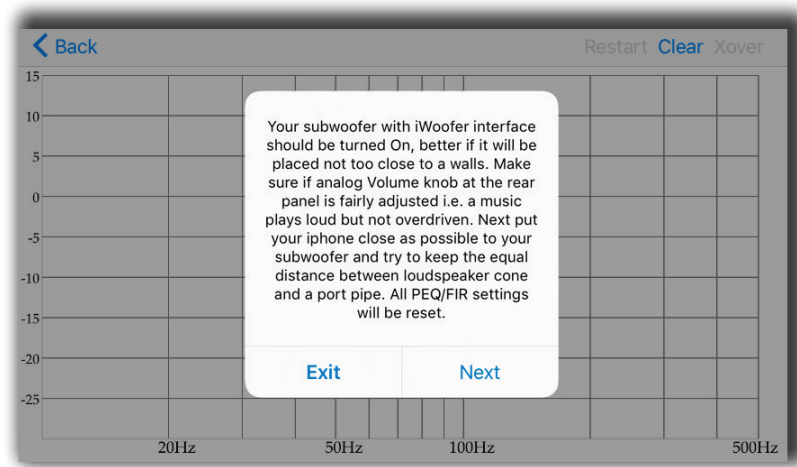 Back
Restart Clear Xover
15
10
5
0
-5
-10
-15
-20
-25
Your subwoofer with iWoofer interface
should be turned On, better if it will be
placed not too close to a walls. Make
sure if analog Volume knob at the rear
panel is fairly adjusted i.e. a music
plays loud but not overdriven. Next put
your iphone close as possible to your
subwoofer and try to keep the equal
distance between loudspeaker cone
and a port pipe. All PEQ/FIR settings
will be reset.
Exit Next
20Hz 50Hz 100Hz 500Hz